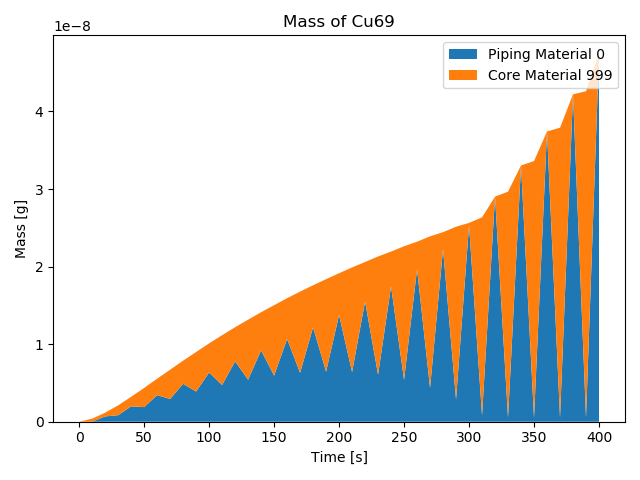 Mass of Cu69
1e−8
Piping Material 0
Core Material 999
Mass [g]
4
3
2
1
0
0 50 100 150 200 250 300 350 400
Time [s]